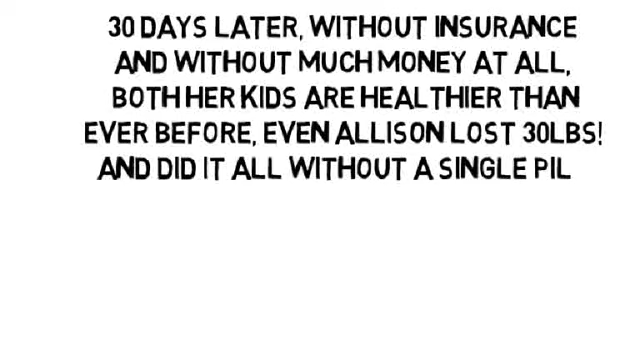 30 DAYS LATER, WITHOUT INSURANCE
AND WITHOUT MUCH MONEY AT ALL,
BOTH HER KIDS ARE HEALTHIER THAN
EVER BEFORE, EVEN ALLISON LOST 30LBS!
AND DID IT ALL WITHOUT A SINGLE PIL